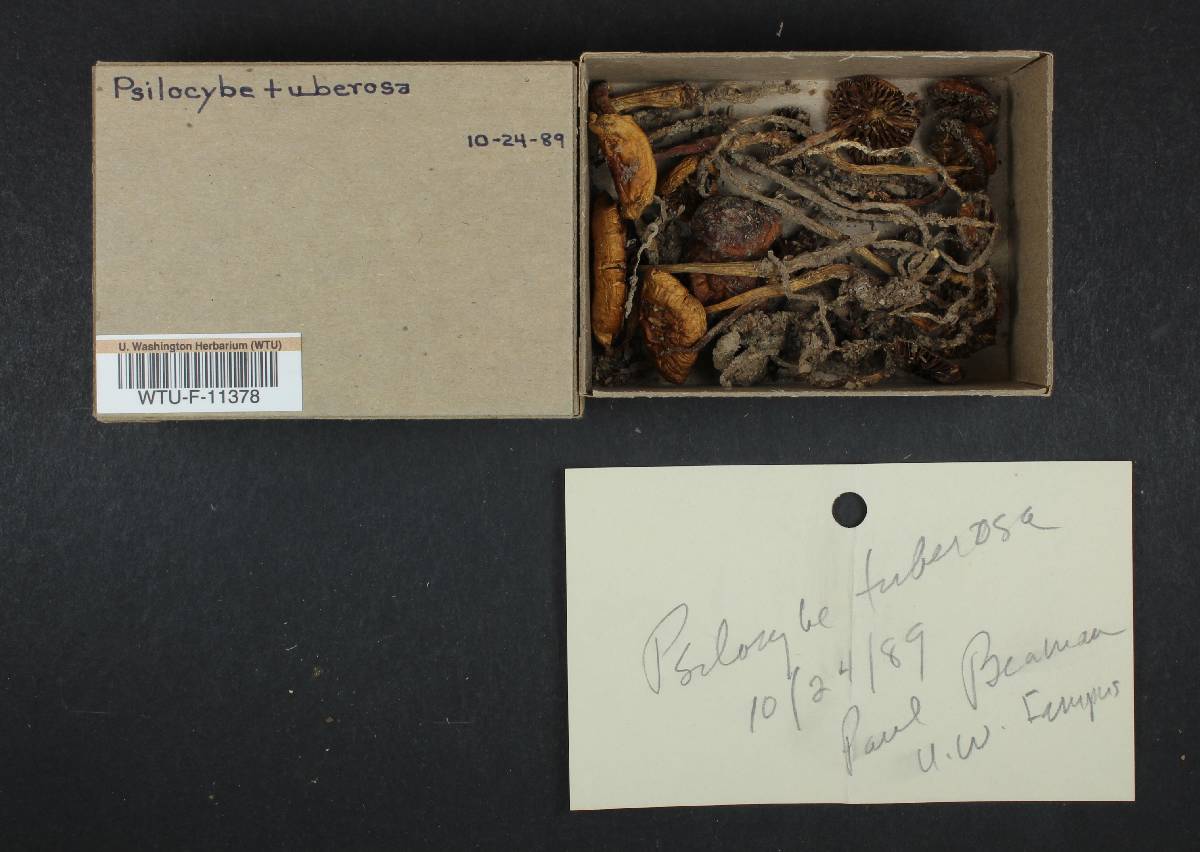 Psilocybe tuberosa
10-24-89
U. Washington Herbarium (WTU)
WTU-F-11378
Psilocybe tuberosa
10/24/89
Paul Beaman
U.W. Campus